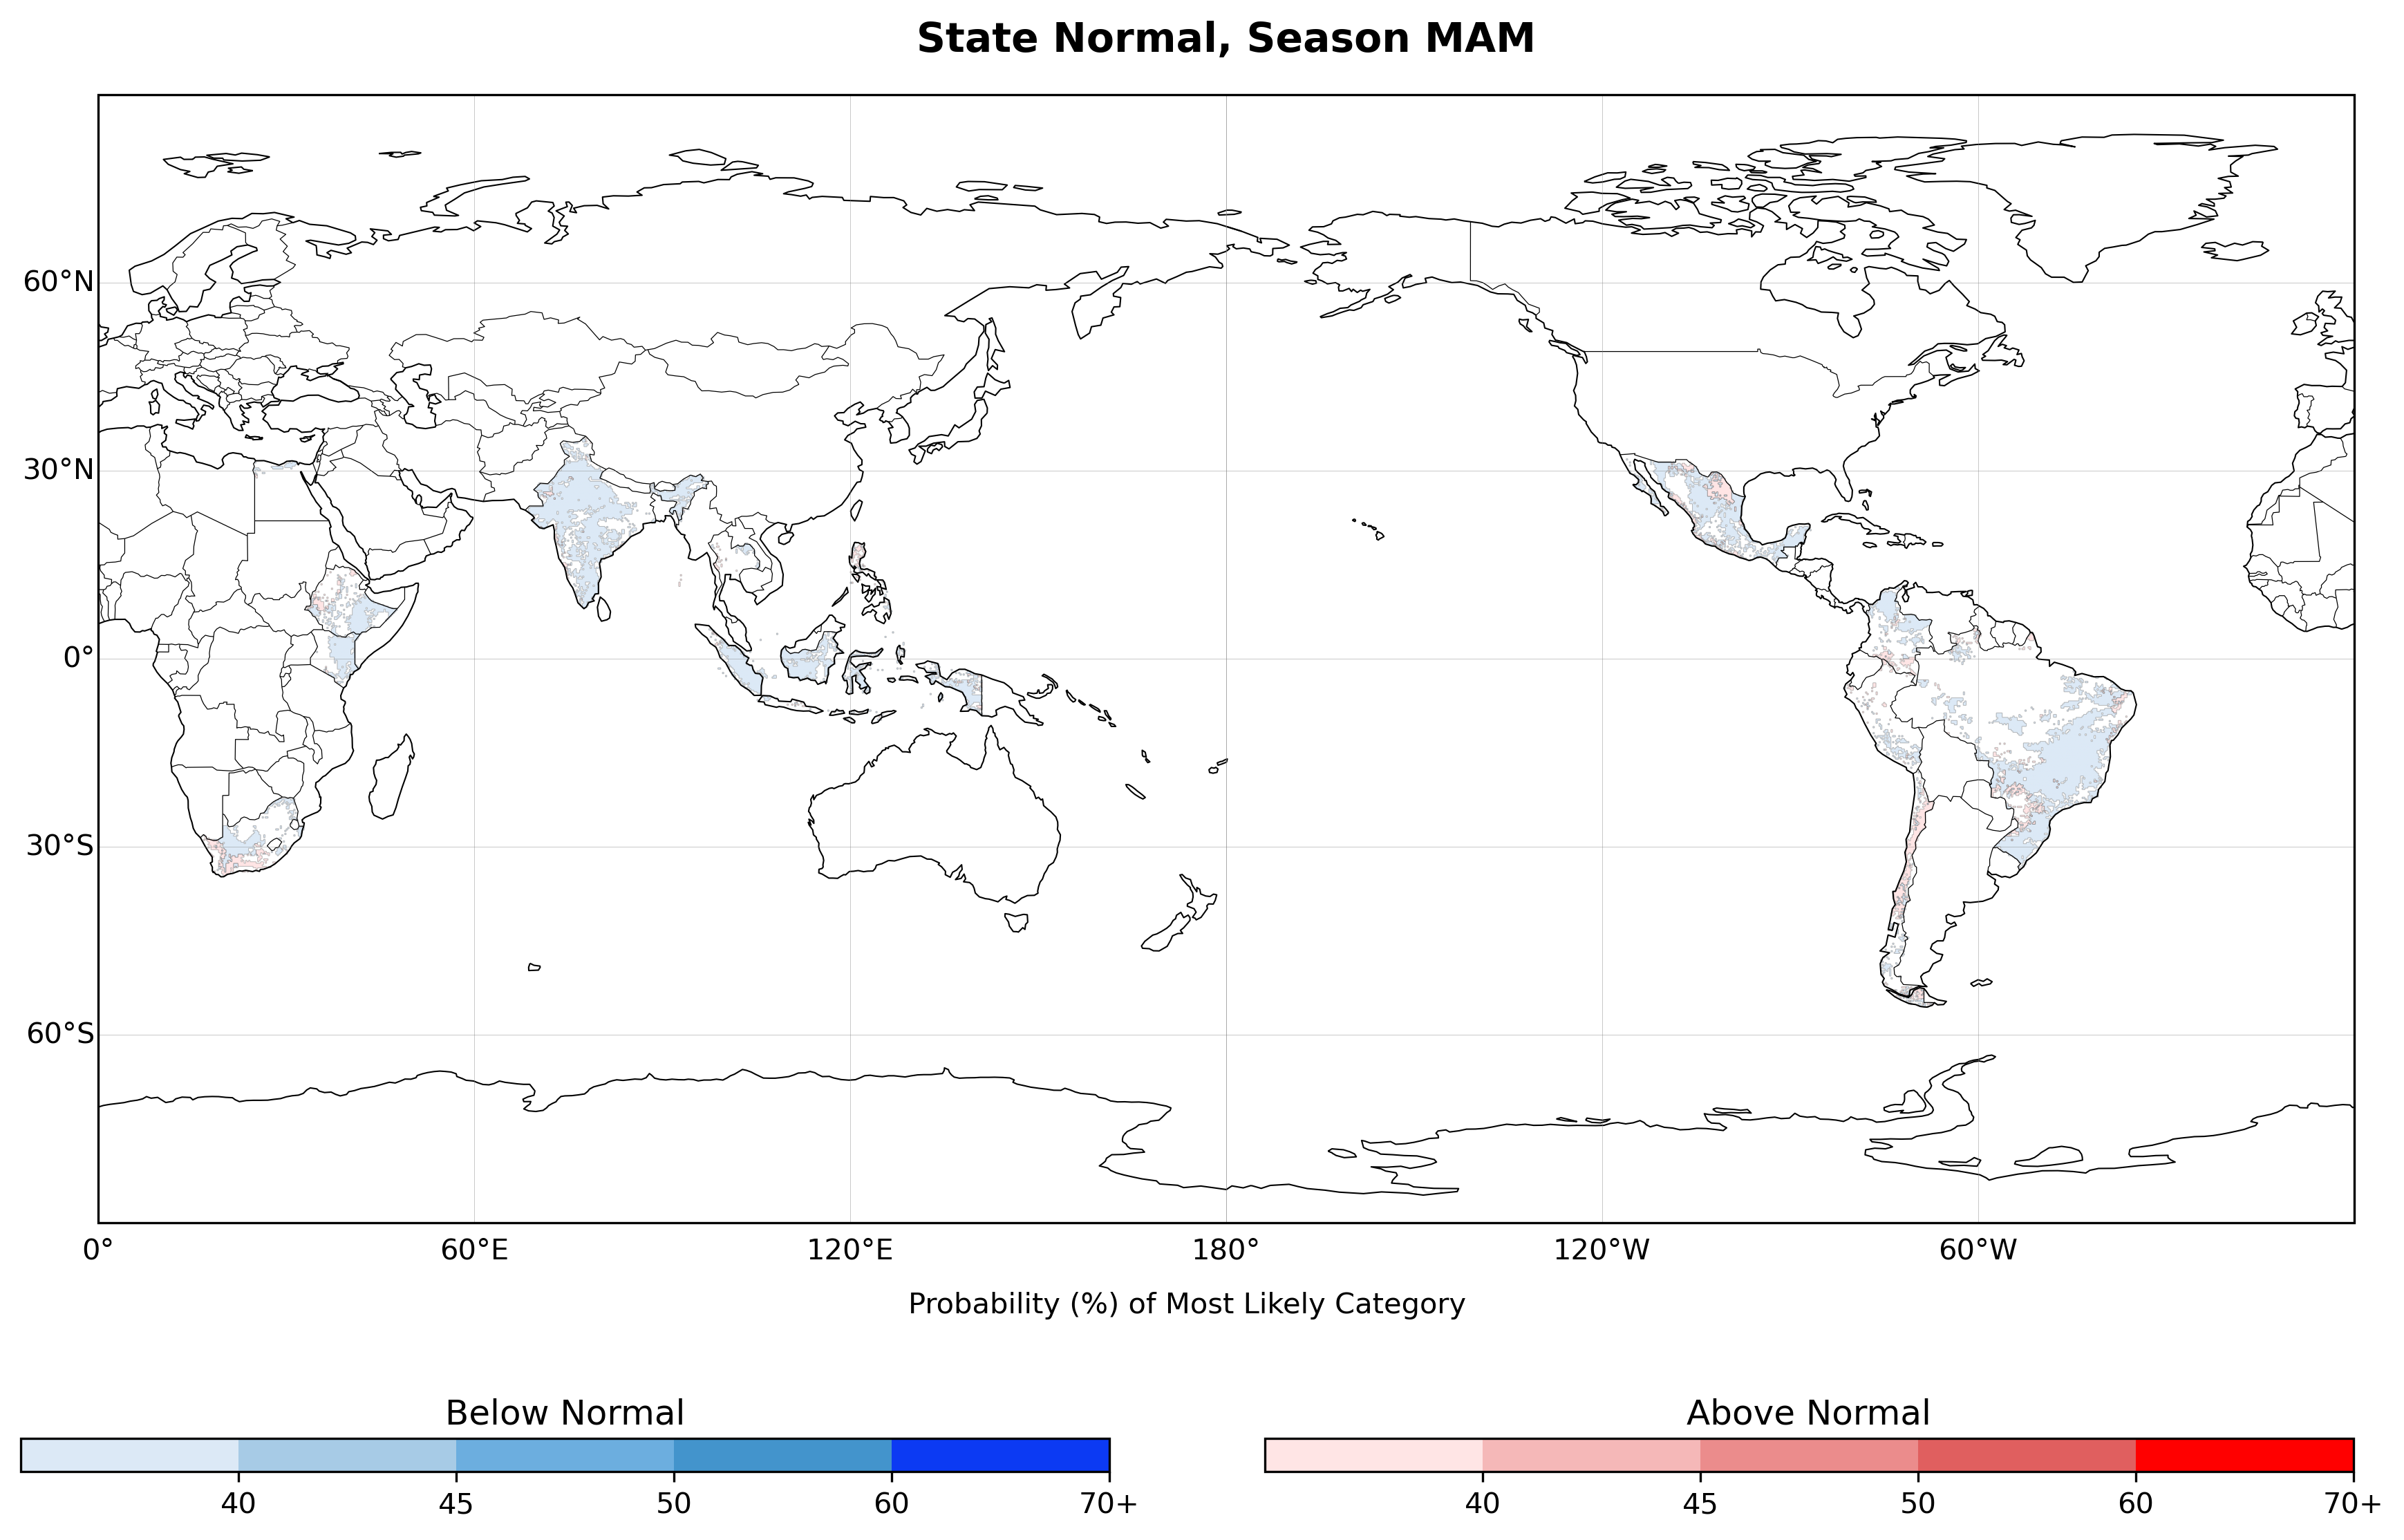 State Normal, Season MAM
60°N
30°N
0°
30°S
60°S
0° 60°E 120°E 180° 120°W 60°W
Probability (%) of Most Likely Category
Below Normal Above Normal
40 45 50 60 70+ 40 45 50 60 70+